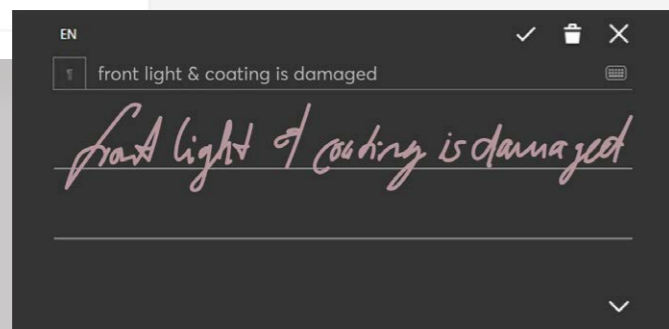 EN
¶ front light & coating is damaged
front light & coating is damaged